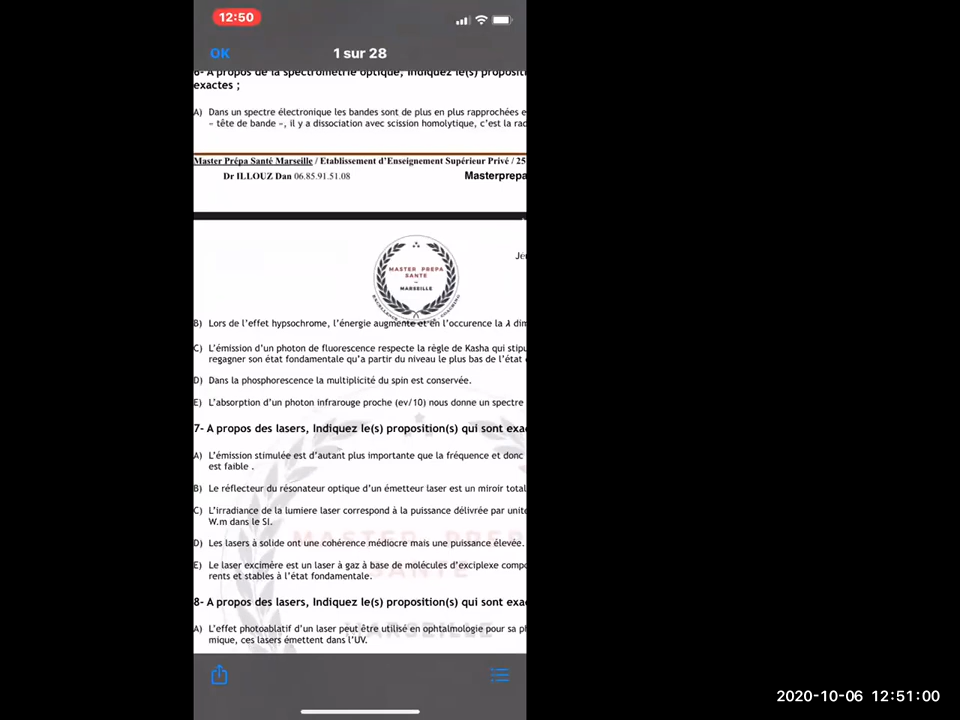 12:50
OK
1 sur 28
6- A propos de la spectrométrie optique, Indiquez le(s) propositi
exactes ;
A) Dans un spectre électronique les bandes sont de plus en plus rapprochées e
« tête de bande », il y a dissociation avec scission homolytique, c'est la rad
Master Prépa Santé Marseille / Etablissement d'Enseignement Supérieur Privé / 25
Dr ILLOUZ Dan 06.85.91.51.08
Masterprepa
Jer
MASTER PREPA
SANTE
MARSEILLE
EXCELLENCE COACHING
B) Lors de l'effet hypsochrome, l'énergie augmente et en l'occurence la λ dim
C) L'émission d'un photon de fluorescence respecte la règle de Kasha qui stipu
regagner son état fondamentale qu'a partir du niveau le plus bas de l'état
D) Dans la phosphorescence la multiplicité du spin est conservée.
E) L'absorption d'un photon infrarouge proche (ev/10) nous donne un spectre
7- A propos des lasers, Indiquez le(s) proposition(s) qui sont exa
A) L'émission stimulée est d'autant plus importante que la fréquence et donc
est faible .
B) Le réflecteur du résonateur optique d'un émetteur laser est un miroir total
C) L'irradiance de la lumiere laser correspond à la puissance délivrée par unite
W.m dans le SI.
D) Les lasers à solide ont une cohérence médiocre mais une puissance élevée.
MASTER PREP
SANTE
E) Le laser excimère est un laser à gaz à base de molécules d'exciplexe compo
rents et stables à l'état fondamentale.
8- A propos des lasers, Indiquez le(s) proposition(s) qui sont exa
A) L'effet photoablatif d'un laser peut être utilisé en ophtalmologie pour sa ph
MARSEILLE
mique, ces lasers émettent dans l'UV.
2020-10-06 12:51:00